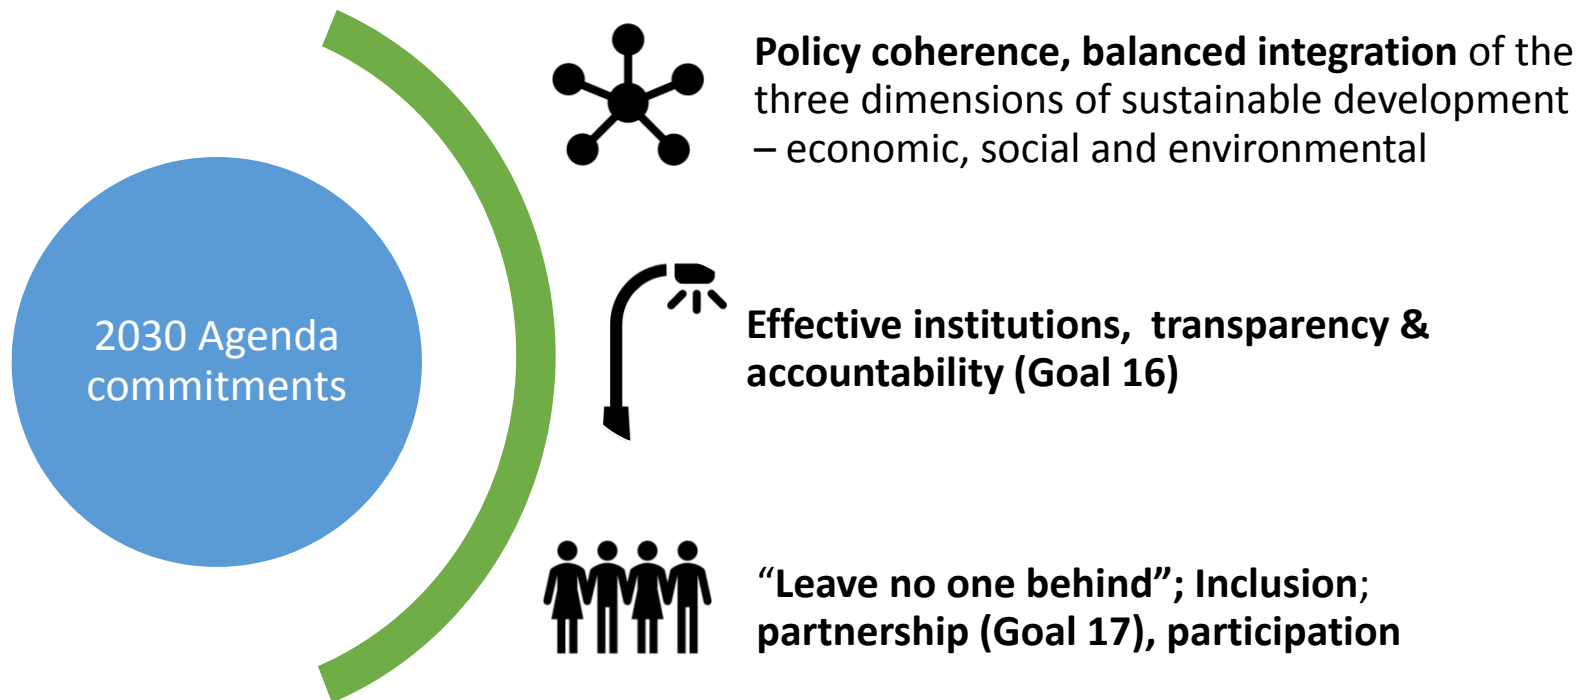 2030 Agenda
commitments
Policy coherence, balanced integration of the
three dimensions of sustainable development
– economic, social and environmental
Effective institutions,  transparency &
accountability (Goal 16)
“Leave no one behind”; Inclusion;
partnership (Goal 17), participation